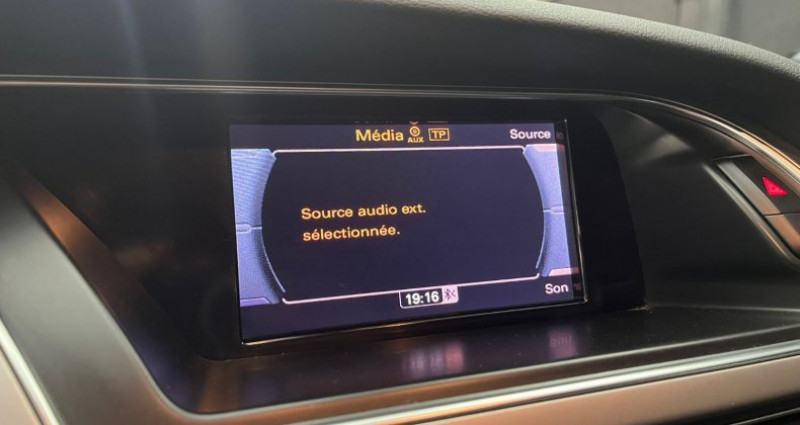 Média AUX TP
Source
Source audio ext.
sélectionnée.
19:16
Son